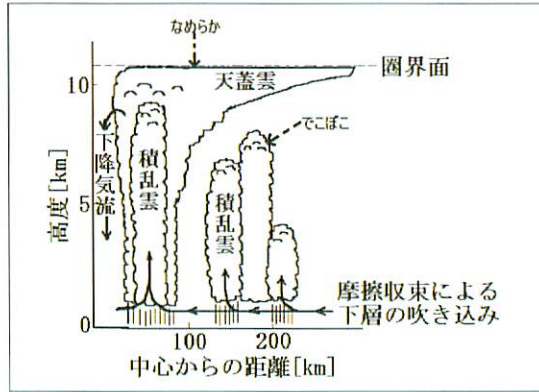 なめらか
圏界面
天蓋雲
でこぼこ
10
5
0
高度[km]
下降気流
積乱雲
積乱雲
摩擦収束による
下層の吹き込み
100
200
中心からの距離[km]